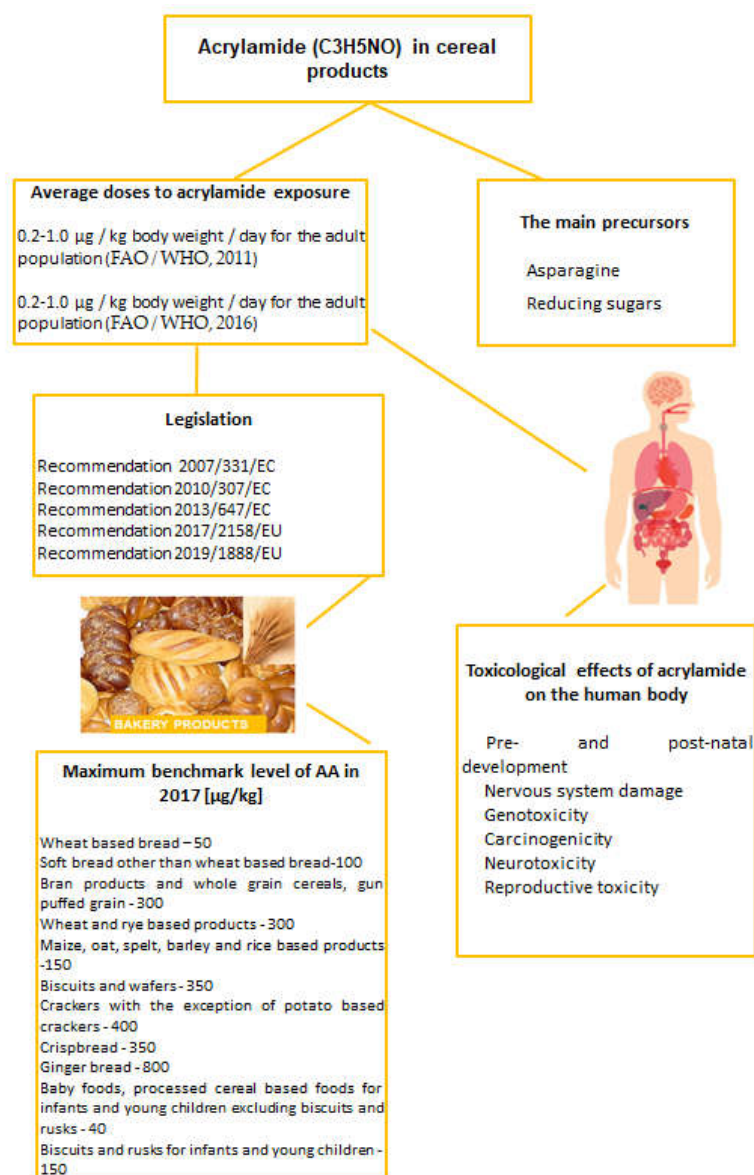 Acrylamide (C3H5NO) in cereal
products
Average doses to acrylamide exposure
0.2-1.0 µg / kg body weight / day for the adult
population (FAO / WHO, 2011)
0.2-1.0 µg / kg body weight / day for the adult
population (FAO / WHO, 2016)
The main precursors
Asparagine
Reducing sugars
Legislation
Recommendation 2007/331/EC
Recommendation 2010/307/EC
Recommendation 2013/647/EC
Recommendation 2017/2158/EU
Recommendation 2019/1888/EU
BAKERY PRODUCTS
Maximum benchmark level of AA in
2017 [µg/kg]
Wheat based bread – 50
Soft bread other than wheat based bread-100
Bran products and whole grain cereals, gun
puffed grain - 300
Wheat and rye based products - 300
Maize, oat, spelt, barley and rice based products
-150
Biscuits and wafers - 350
Crackers with the exception of potato based
crackers - 400
Crispbread - 350
Ginger bread - 800
Baby foods, processed cereal based foods for
infants and young children excluding biscuits and
rusks - 40
Biscuits and rusks for infants and young children -
150
Toxicological effects of acrylamide
on the human body
Pre- and post-natal
development
Nervous system damage
Genotoxicity
Carcinogenicity
Neurotoxicity
Reproductive toxicity